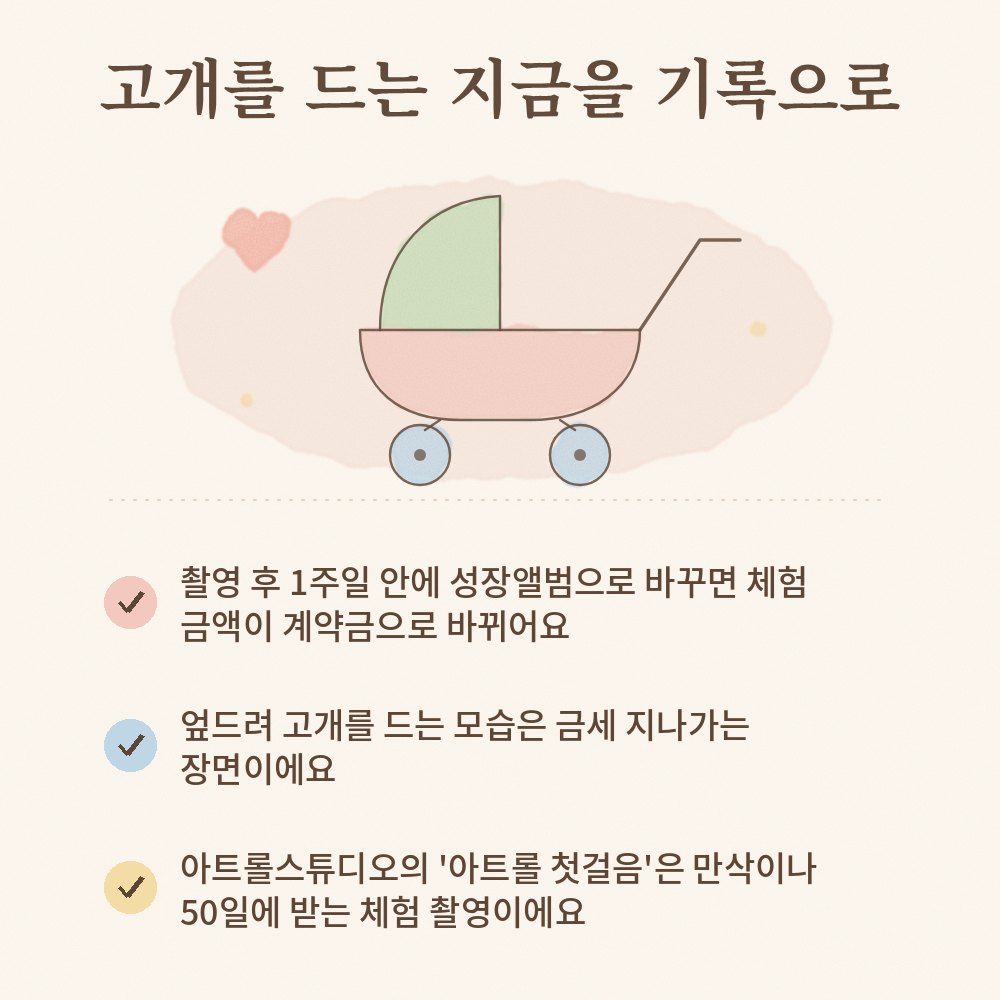 고개를 드는 지금을 기록으로
촬영 후 1주일 안에 성장앨범으로 바꾸면 체험
금액이 계약금으로 바뀌어요
엎드려 고개를 드는 모습은 금세 지나가는
장면이에요
아트롤스튜디오의 '아트롤 첫걸음'은 만삭이나
50일에 받는 체험 촬영이에요